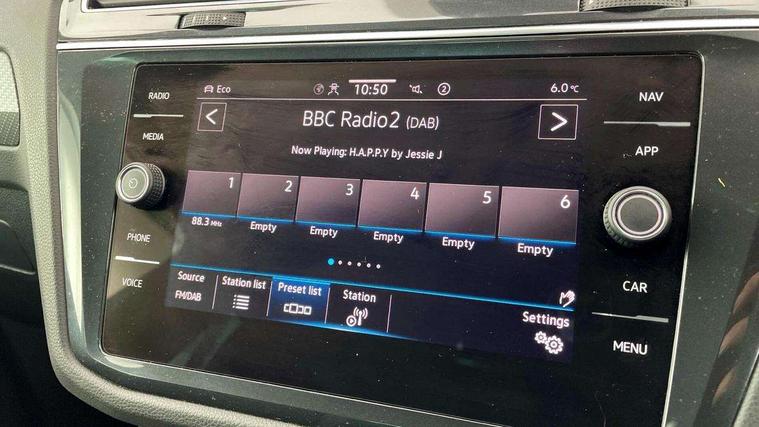 Eco 10:50 2 6.0 °C
BBC Radio2 (DAB)
Now Playing: H.A.P.P.Y by Jessie J
1 2 3 4 5 6
88.3 MHz Empty Empty Empty Empty Empty
Source Station list Preset list Station Settings
FM/DAB
RADIO
MEDIA
PHONE
VOICE
NAV
APP
CAR
MENU